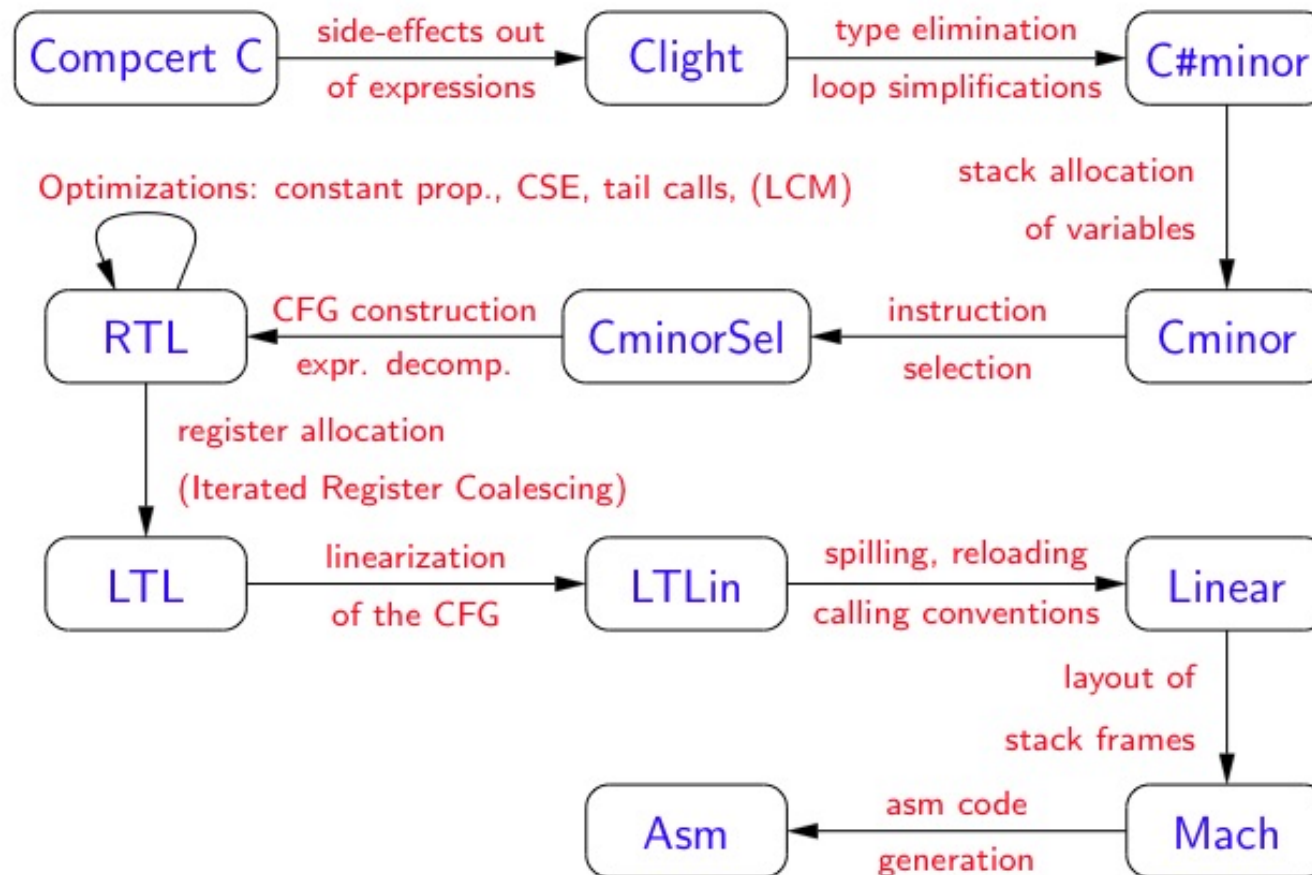 Compcert C
side-effects out
of expressions
Clight
type elimination
loop simplifications
C#minor
stack allocation
of variables
Optimizations: constant prop., CSE, tail calls, (LCM)
RTL
CFG construction
expr. decomp.
CminorSel
instruction
selection
Cminor
register allocation
(Iterated Register Coalescing)
LTL
linearization
of the CFG
LTLin
spilling, reloading
calling conventions
Linear
layout of
stack frames
Asm
asm code
generation
Mach